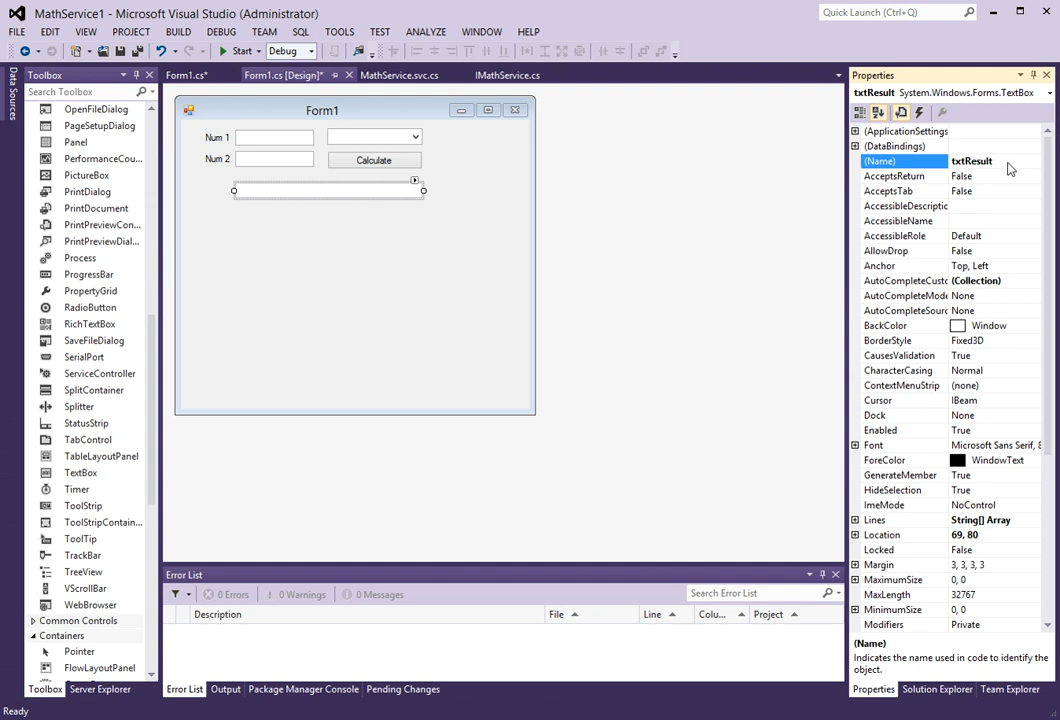 MathService1 - Microsoft Visual Studio (Administrator)
Quick Launch (Ctrl+Q)
FILE EDIT VIEW PROJECT BUILD DEBUG TEAM SQL TOOLS TEST ANALYZE WINDOW HELP
Start Debug
Data Sources
Toolbox
Search Toolbox
OpenFileDialog
PageSetupDialog
Panel
PerformanceCou...
PictureBox
PrintDialog
PrintDocument
PrintPreviewCon...
PrintPreviewDial...
Process
ProgressBar
PropertyGrid
RadioButton
RichTextBox
SaveFileDialog
SerialPort
ServiceController
SplitContainer
Splitter
StatusStrip
TabControl
TableLayoutPanel
TextBox
Timer
ToolStrip
ToolStripContain...
ToolTip
TrackBar
TreeView
VScrollBar
WebBrowser
Common Controls
Containers
Pointer
FlowLayoutPanel
Toolbox Server Explorer
Form1.cs* Form1.cs [Design]* MathService.svc.cs IMathService.cs
Form1
Num 1
Num 2 Calculate
Error List
0 Errors 0 Warnings 0 Messages Search Error List
Description File Line Colu... Project
Error List Output Package Manager Console Pending Changes
Properties
txtResult System.Windows.Forms.TextBox
(ApplicationSettings
(DataBindings)
(Name) txtResult
AcceptsReturn False
AcceptsTab False
AccessibleDescriptic
AccessibleName
AccessibleRole Default
AllowDrop False
Anchor Top, Left
AutoCompleteCustc (Collection)
AutoCompleteMode None
AutoCompleteSourc None
BackColor Window
BorderStyle Fixed3D
CausesValidation True
CharacterCasing Normal
ContextMenuStrip (none)
Cursor IBeam
Dock None
Enabled True
Font Microsoft Sans Serif, 8
ForeColor WindowText
GenerateMember True
HideSelection True
ImeMode NoControl
Lines String[] Array
Location 69, 80
Locked False
Margin 3, 3, 3, 3
MaximumSize 0, 0
MaxLength 32767
MinimumSize 0, 0
Modifiers Private
(Name)
Indicates the name used in code to identify the
object.
Properties Solution Explorer Team Explorer
Ready